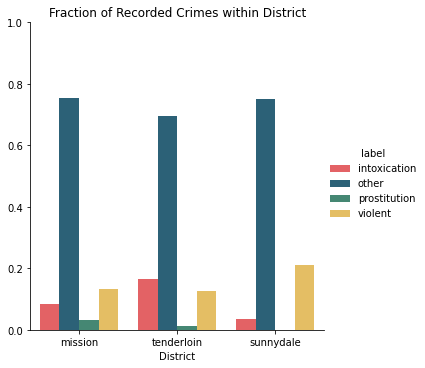 Fraction of Recorded Crimes within District
1.0
0.8
0.6
0.4
0.2
0.0
mission
tenderloin
sunnydale
District
label
intoxication
other
prostitution
violent